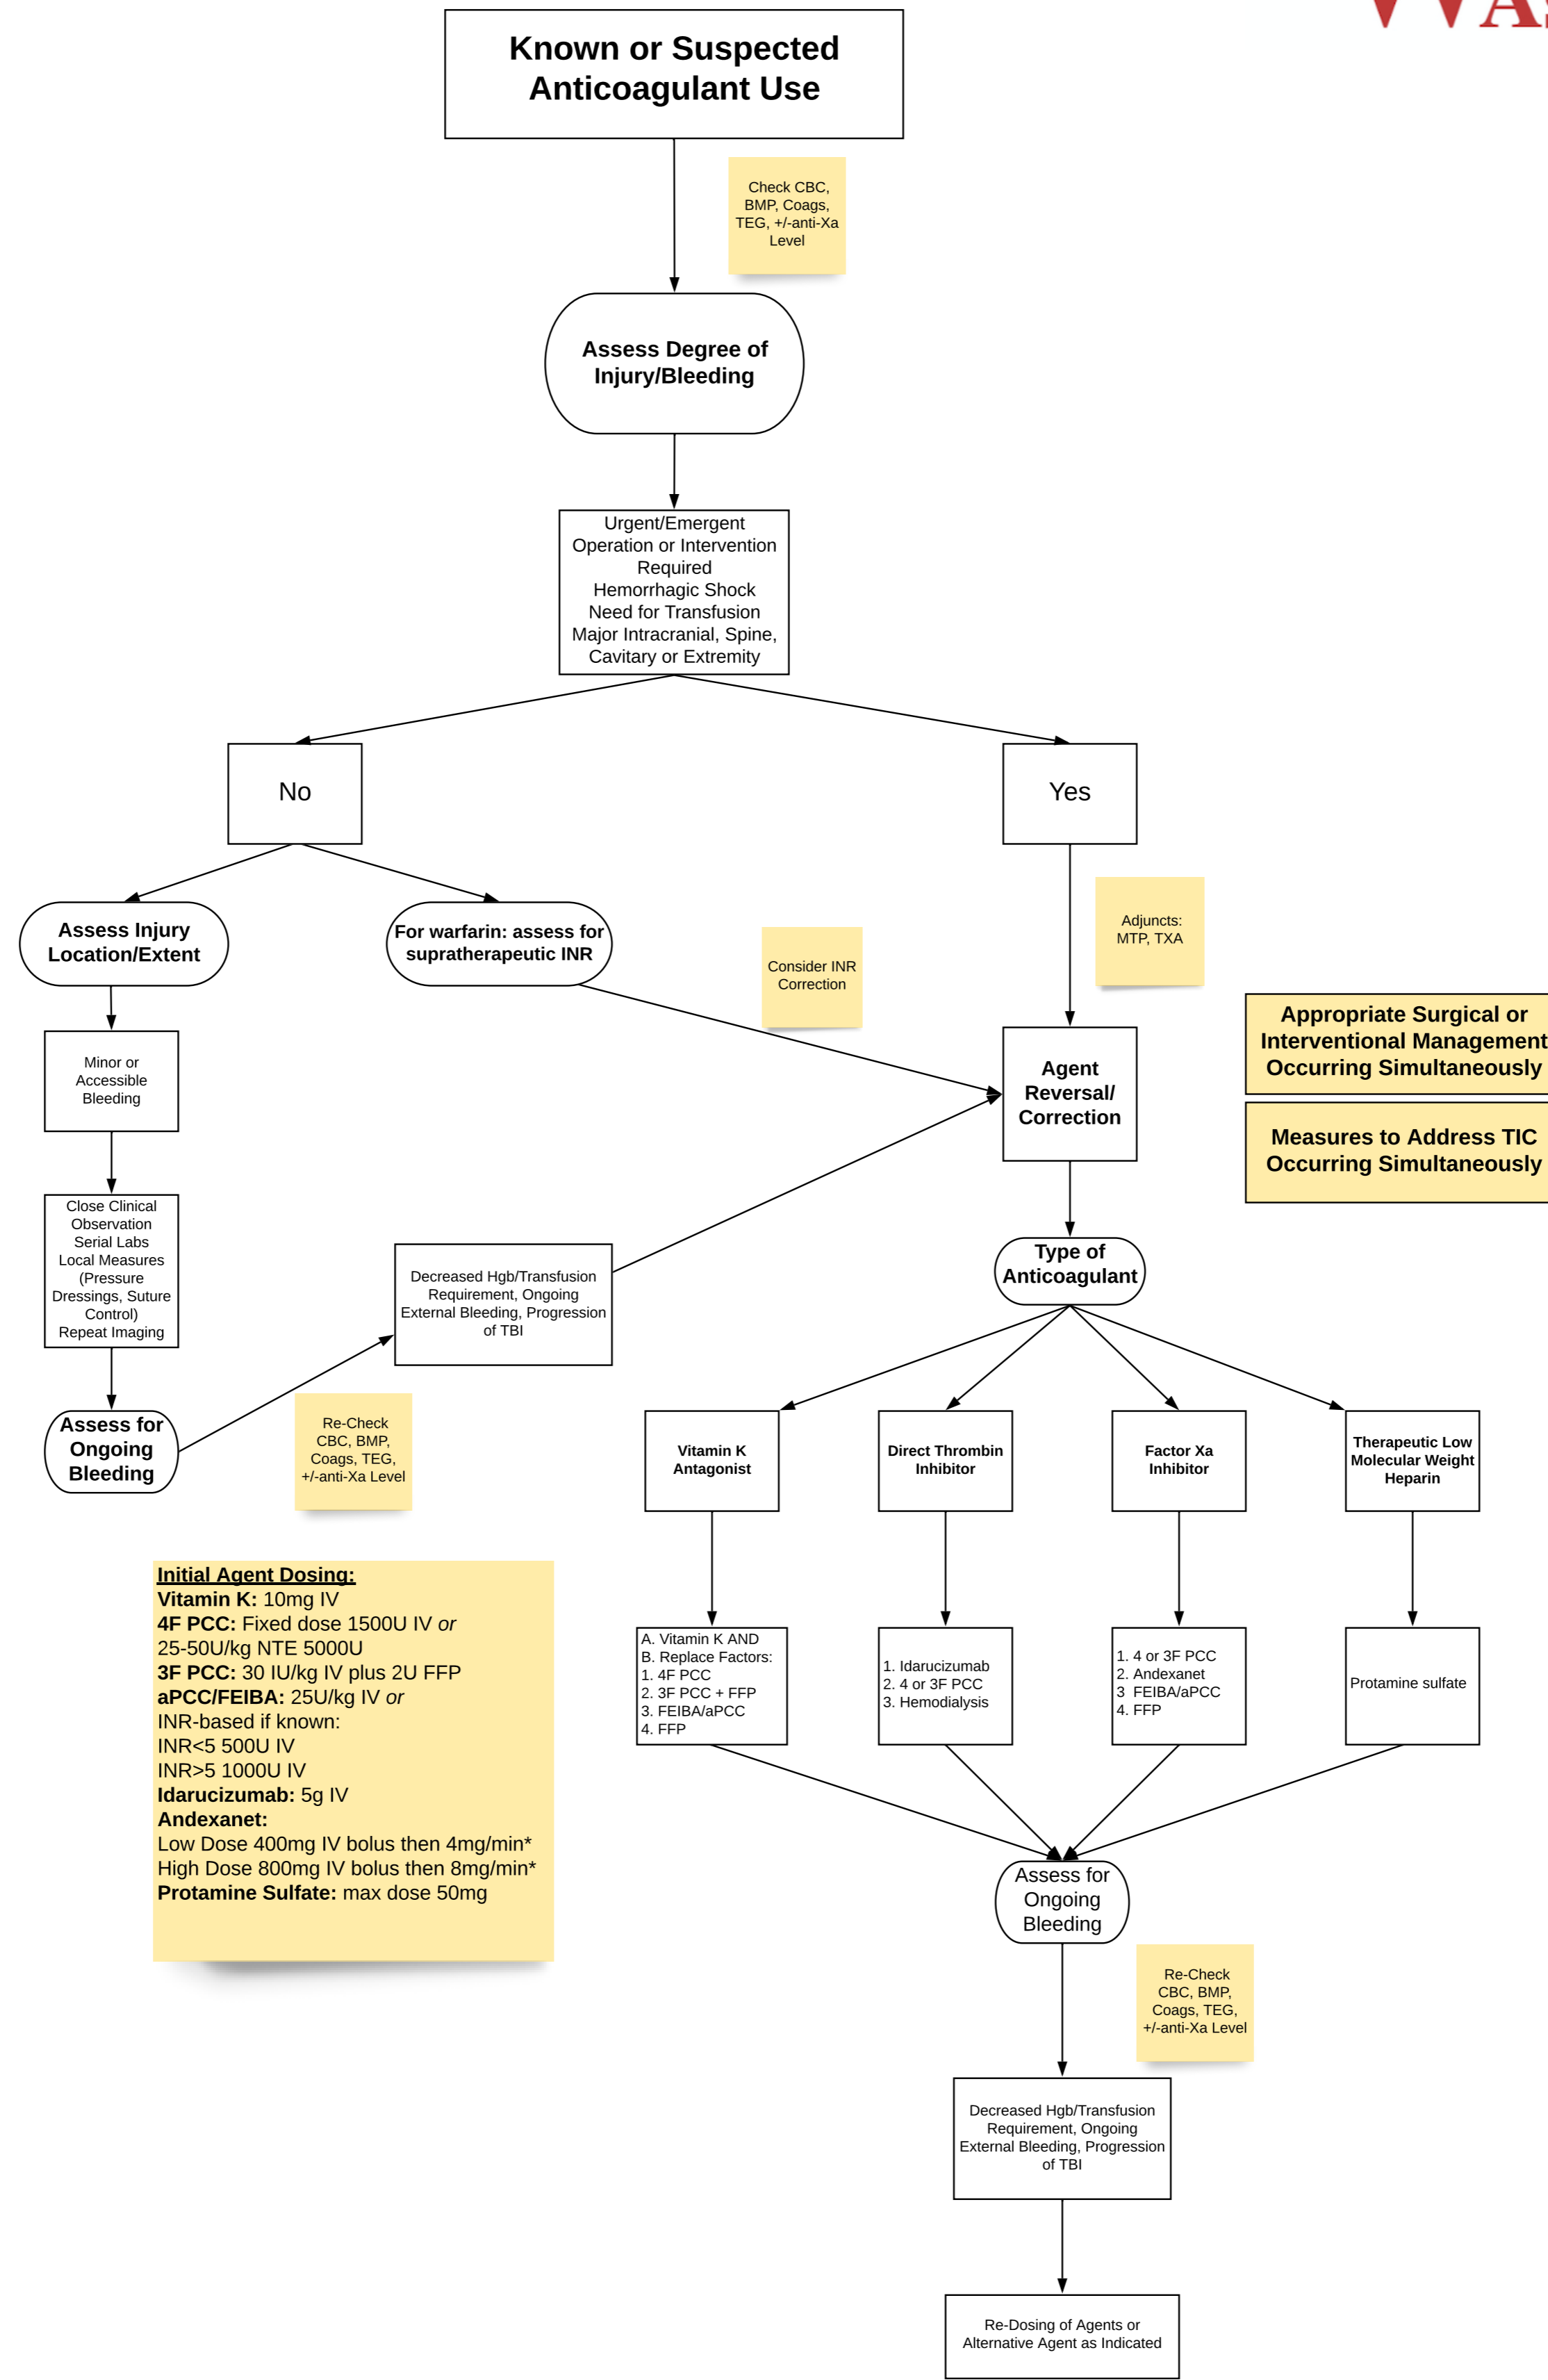 Known or Suspected
Anticoagulant Use
Check CBC,
BMP, Coags,
TEG, +/-anti-Xa
Level
Assess Degree of
Injury/Bleeding
Urgent/Emergent
Operation or Intervention
Required
Hemorrhagic Shock
Need for Transfusion
Major Intracranial, Spine,
Cavitary or Extremity
No
Yes
Assess Injury
Location/Extent
For warfarin: assess for
supratherapeutic INR
Consider INR
Correction
Adjuncts:
MTP, TXA
Appropriate Surgical or
Interventional Management
Occurring Simultaneously
Measures to Address TIC
Occurring Simultaneously
Minor or
Accessible
Bleeding
Agent
Reversal/
Correction
Close Clinical
Observation
Serial Labs
Local Measures
(Pressure
Dressings, Suture
Control)
Repeat Imaging
Decreased Hgb/Transfusion
Requirement, Ongoing
External Bleeding, Progression
of TBI
Type of
Anticoagulant
Assess for
Ongoing
Bleeding
Re-Check
CBC, BMP,
Coags, TEG,
+/-anti-Xa Level
Vitamin K
Antagonist
Direct Thrombin
Inhibitor
Factor Xa
Inhibitor
Therapeutic Low
Molecular Weight
Heparin
Initial Agent Dosing:
Vitamin K: 10mg IV
4F PCC: Fixed dose 1500U IV or
25-50U/kg NTE 5000U
3F PCC: 30 IU/kg IV plus 2U FFP
aPCC/FEIBA: 25U/kg IV or
INR-based if known:
INR<5 500U IV
INR>5 1000U IV
Idarucizumab: 5g IV
Andexanet:
Low Dose 400mg IV bolus then 4mg/min*
High Dose 800mg IV bolus then 8mg/min*
Protamine Sulfate: max dose 50mg
A. Vitamin K AND
B. Replace Factors:
1. 4F PCC
2. 3F PCC + FFP
3. FEIBA/aPCC
4. FFP
1. Idarucizumab
2. 4 or 3F PCC
3. Hemodialysis
1. 4 or 3F PCC
2. Andexanet
3 FEIBA/aPCC
4. FFP
Protamine sulfate
Assess for
Ongoing
Bleeding
Re-Check
CBC, BMP,
Coags, TEG,
+/-anti-Xa Level
Decreased Hgb/Transfusion
Requirement, Ongoing
External Bleeding, Progression
of TBI
Re-Dosing of Agents or
Alternative Agent as Indicated